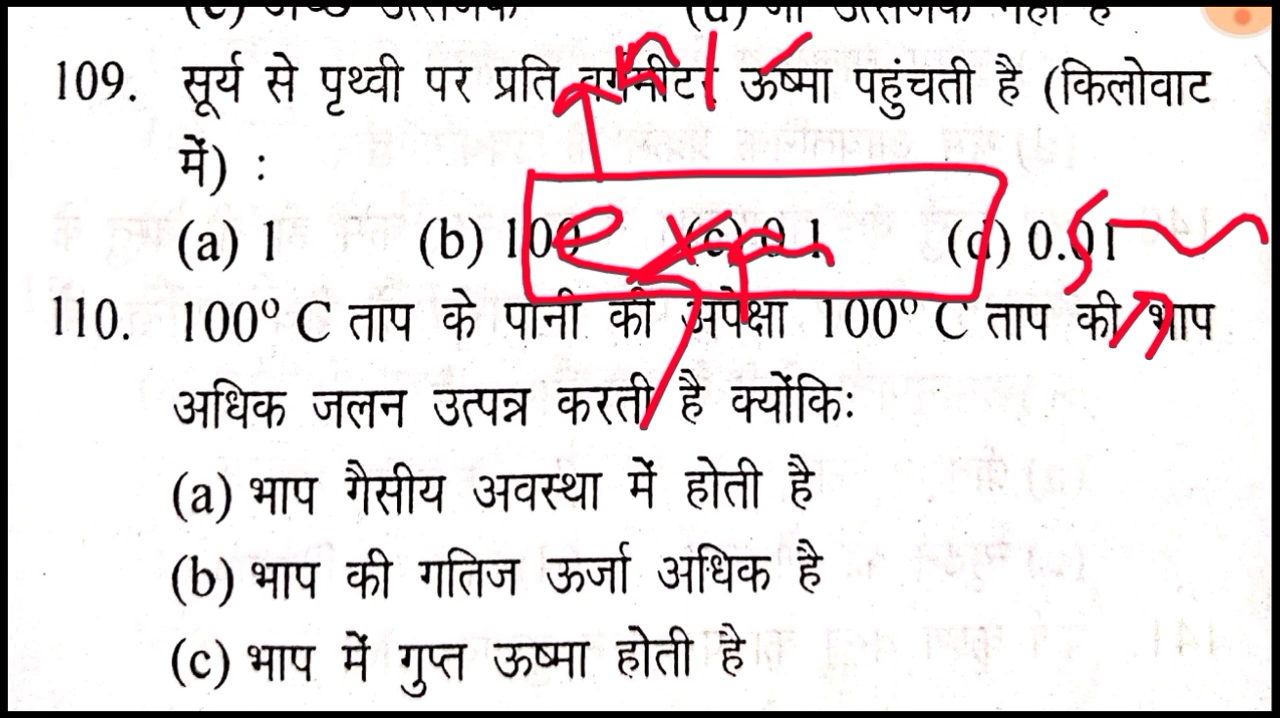 109. सूर्य से पृथ्वी पर प्रति वर्गमीटर ऊष्मा पहुंचती है (किलोवाट
में) :
(a) 1 (b) 100 (c) 0.1 (d) 0.01
110. 100° C ताप के पानी की अपेक्षा 100° C ताप की भाप
अधिक जलन उत्पन्न करती है क्योंकिः
(a) भाप गैसीय अवस्था में होती है
(b) भाप की गतिज ऊर्जा अधिक है
(c) भाप में गुप्त ऊष्मा होती है